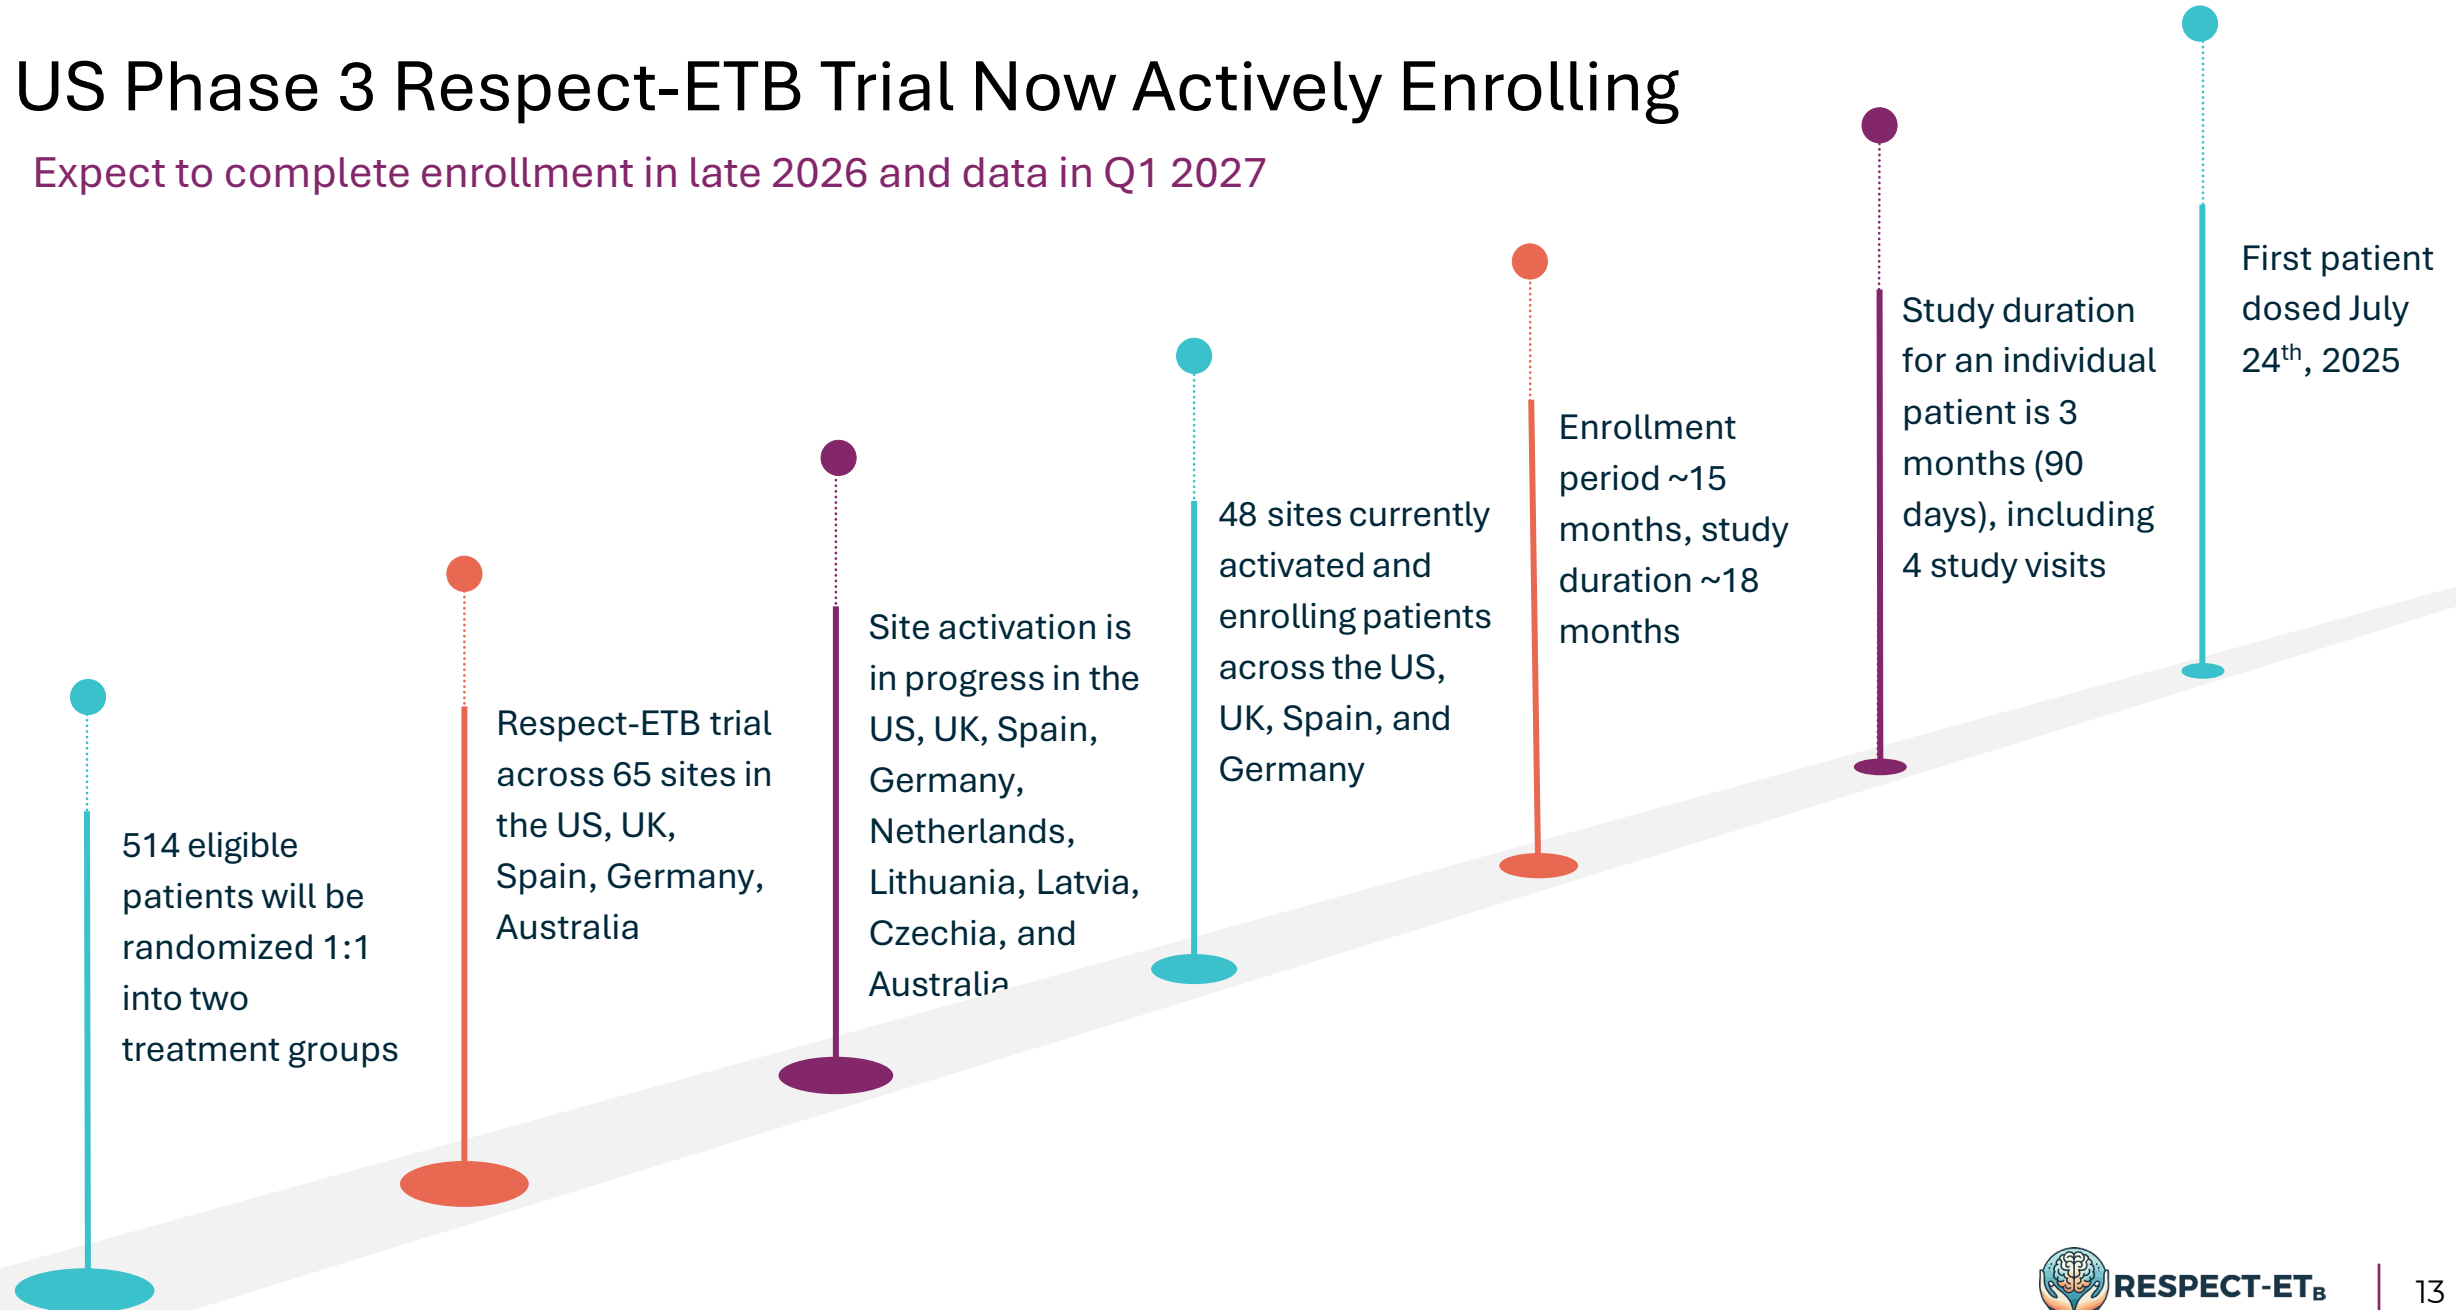 US Phase 3 Respect-ETB Trial Now Actively Enrolling
Expect to complete enrollment in late 2026 and data in Q1 2027
514 eligible
patients will be
randomized 1:1
into two
treatment groups
Respect-ETB trial
across 65 sites in
the US, UK,
Spain, Germany,
Australia
Site activation is
in progress in the
US, UK, Spain,
Germany,
Netherlands,
Lithuania, Latvia,
Czechia, and
Australia
48 sites currently
activated and
enrolling patients
across the US,
UK, Spain, and
Germany
Enrollment
period ~15
months, study
duration ~18
months
Study duration
for an individual
patient is 3
months (90
days), including
4 study visits
First patient
dosed July
24th, 2025
RESPECT-ETB
13